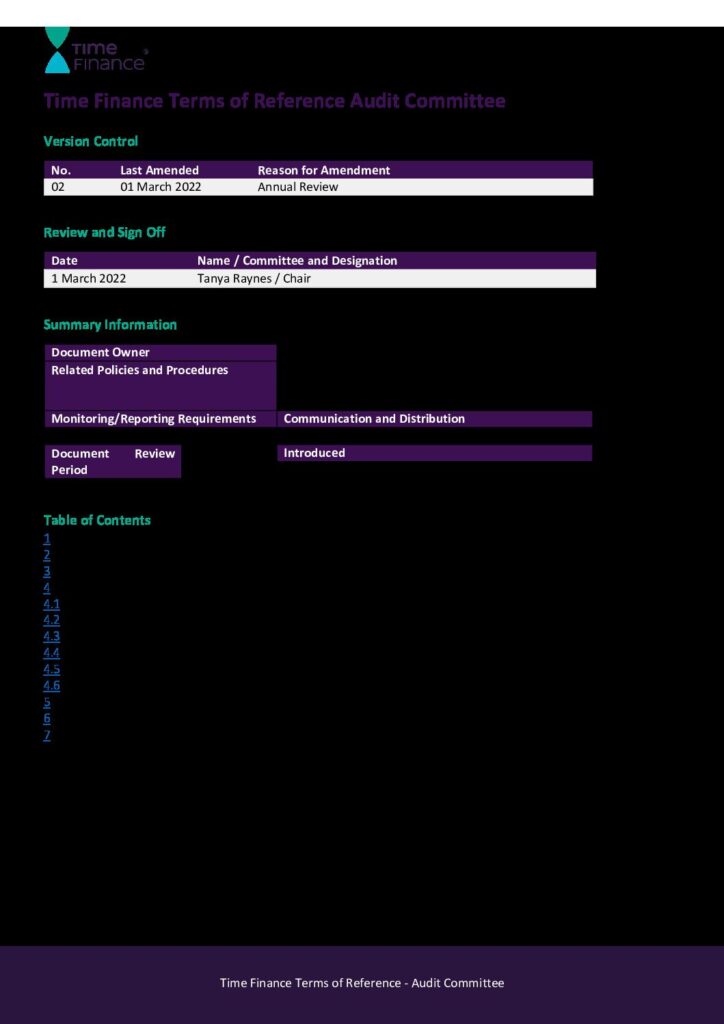 TIME
FINANCE
Time Finance Terms of Reference Audit Committee
Version Control
No. Last Amended Reason for Amendment
02 01 March 2022 Annual Review
Review and Sign Off
Date Name / Committee and Designation
1 March 2022 Tanya Raynes / Chair
Summary Information
Document Owner
Related Policies and Procedures
Monitoring/Reporting Requirements Communication and Distribution
Document Review Introduced
Period
Table of Contents
1
2
3
4
4.1
4.2
4.3
4.4
4.5
4.6
5
6
7
Time Finance Terms of Reference - Audit Committee